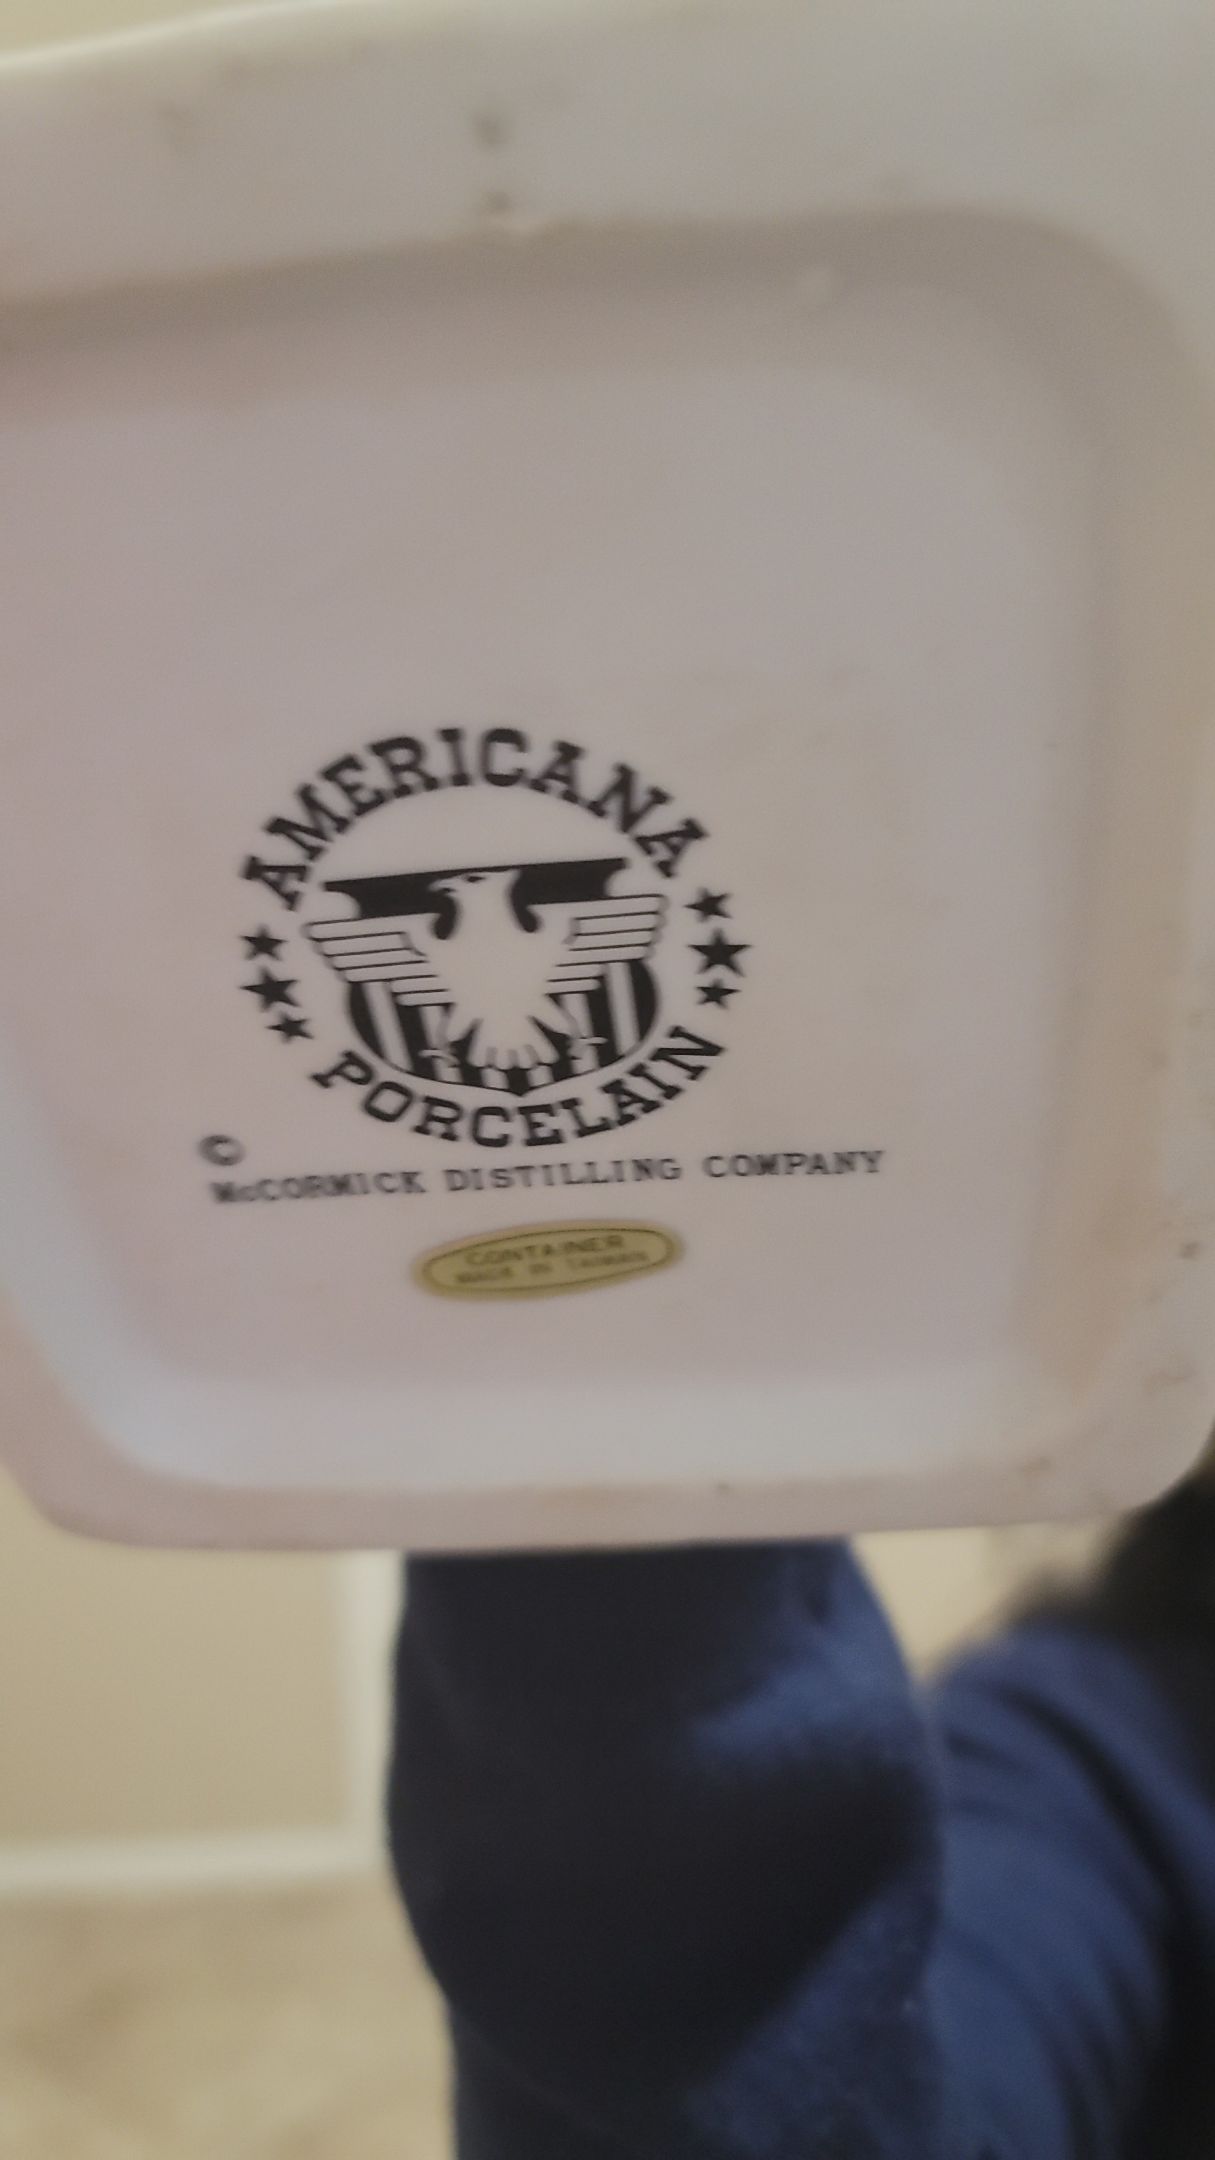 AMERICANA
PORCELAIN
©
McCORMICK DISTILLING COMPANY
CONTAINER
MADE IN TAIWAN